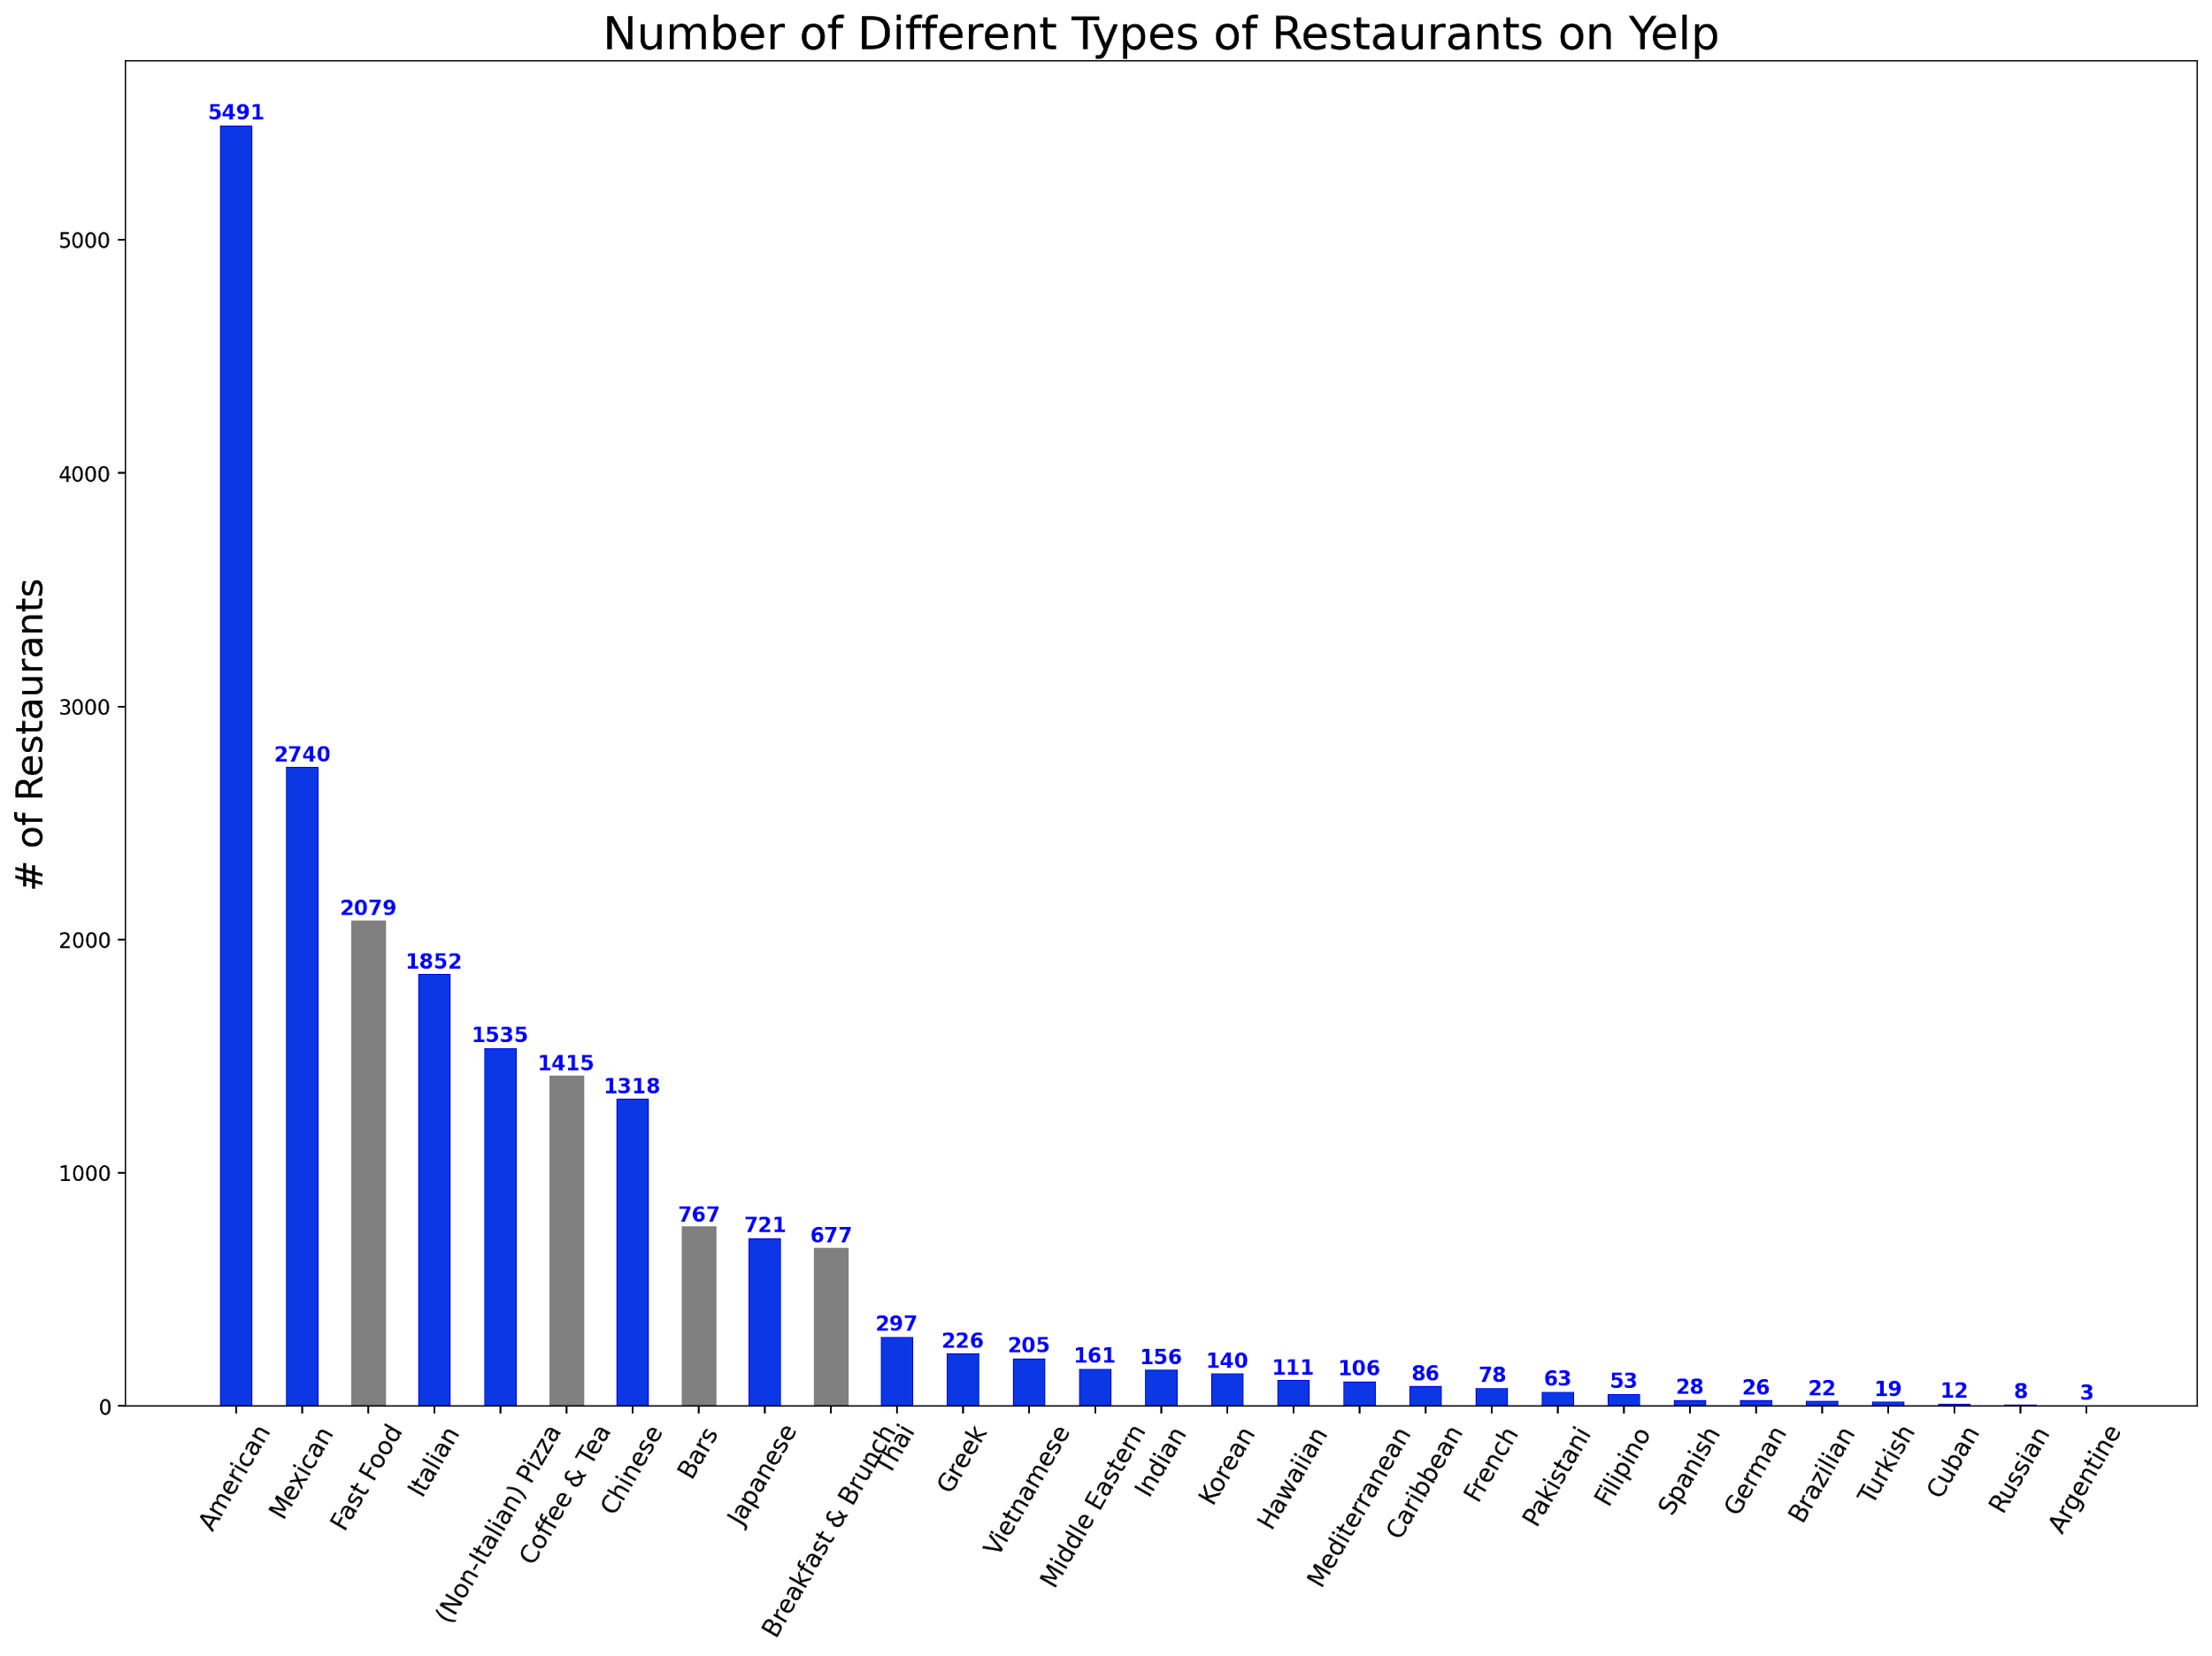 Number of Different Types of Restaurants on Yelp
# of Restaurants
5000
4000
3000
2000
1000
0
5491
2740
2079
1852
1535
1415
1318
767
721
677
297
226
205
161
156
140
111
106
86
78
63
53
28
26
22
19
12
8
3
American
Mexican
Fast Food
Italian
(Non-Italian) Pizza
Coffee & Tea
Chinese
Bars
Japanese
Breakfast & Brunch
Thai
Greek
Vietnamese
Middle Eastern
Indian
Korean
Hawaiian
Mediterranean
Caribbean
French
Pakistani
Filipino
Spanish
German
Brazilian
Turkish
Cuban
Russian
Argentine